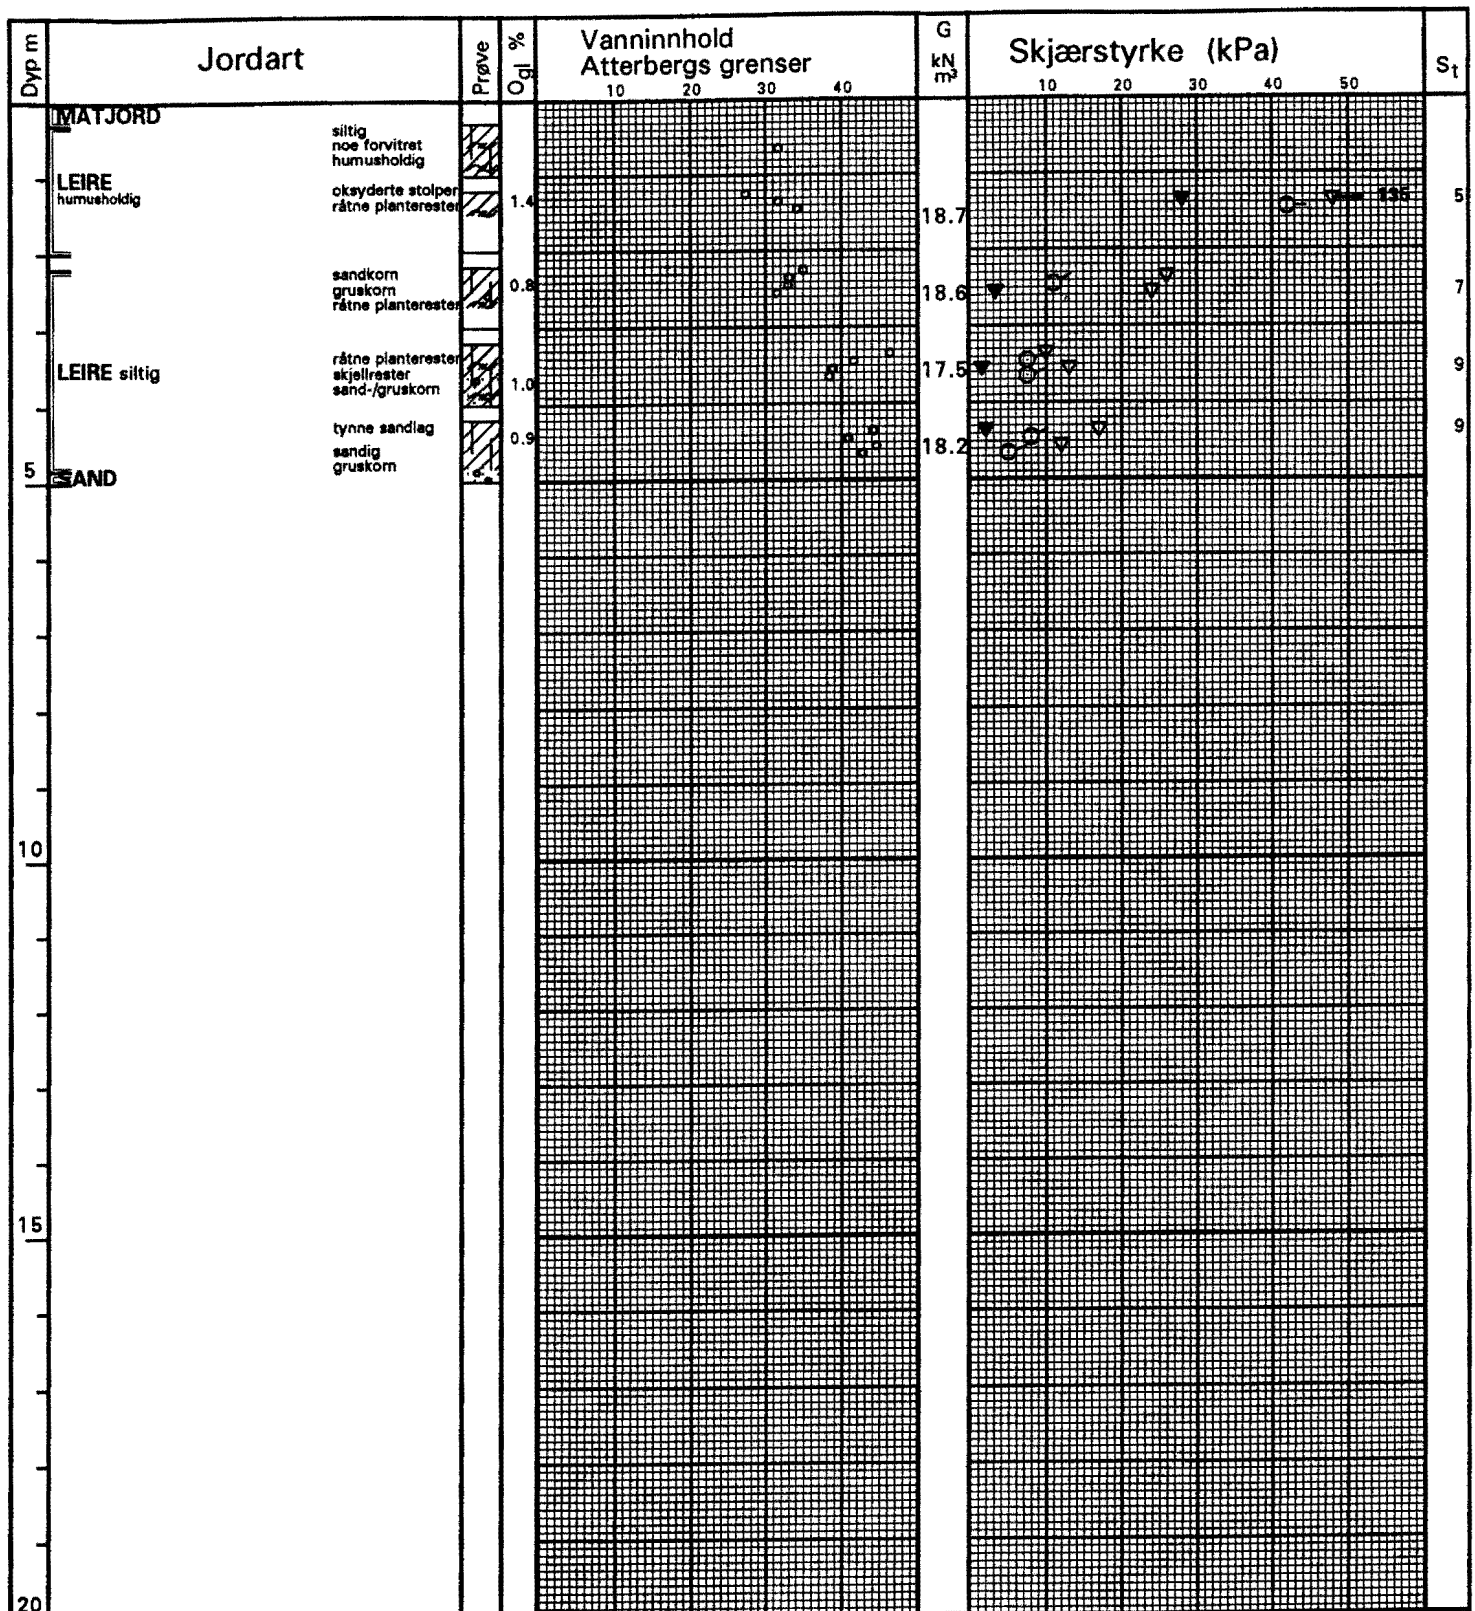 Dyp m
Jordart
Prøve
Ogl %
Vanninnhold
Atterbergs grenser
10 20 30 40
G
kN
m³
Skjærstyrke (kPa)
10 20 30 40 50
St
MATJORD
siltig
noe forvitret
humusholdig
LEIRE
humusholdig
oksyderte stolper
råtne planterester
1.4
18.7
135
5
sandkorn
gruskorn
råtne planterester
0.8
18.6
7
LEIRE siltig
råtne planterester
skjellrester
sand-/gruskorn
1.0
17.5
9
tynne sandlag
sandig
gruskorn
0.9
18.2
9
5
SAND
10
15
20